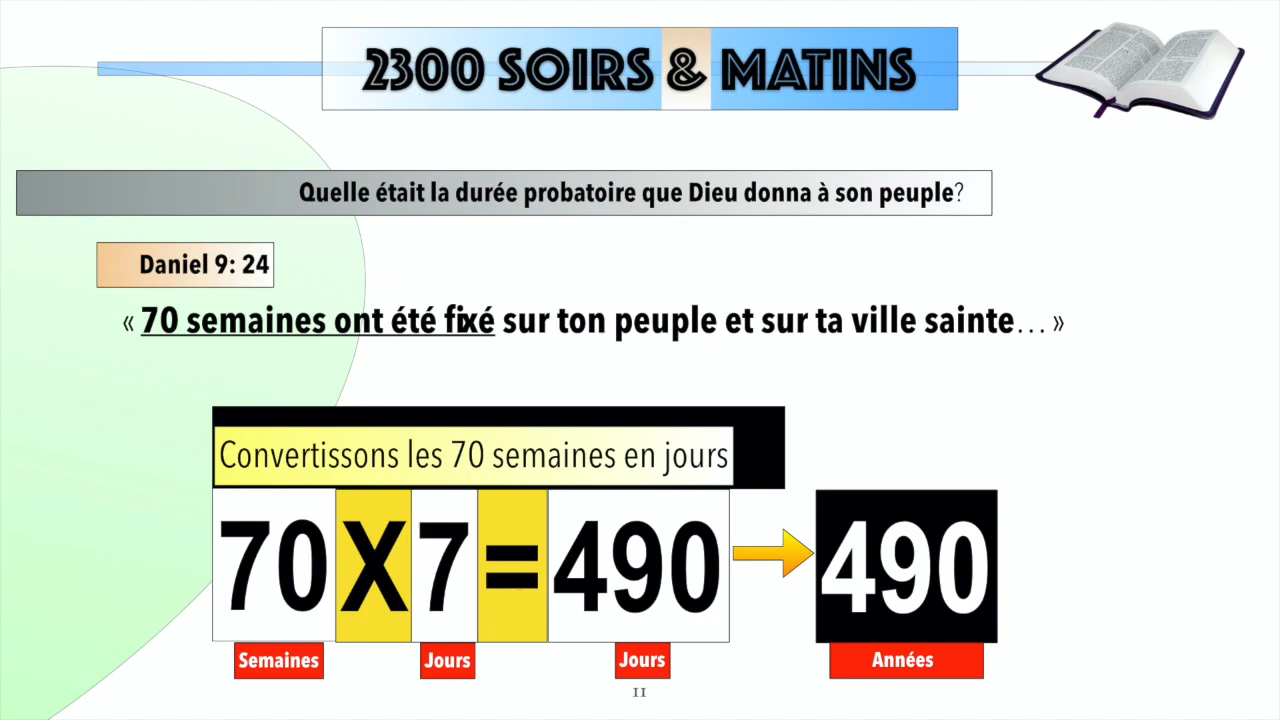 2300 SOIRS & MATINS
Quelle était la durée probatoire que Dieu donna à son peuple?
Daniel 9: 24
« 70 semaines ont été fixé sur ton peuple et sur ta ville sainte… »
Convertissons les 70 semaines en jours
70 X 7 = 490 490
Semaines Jours Jours Années
11